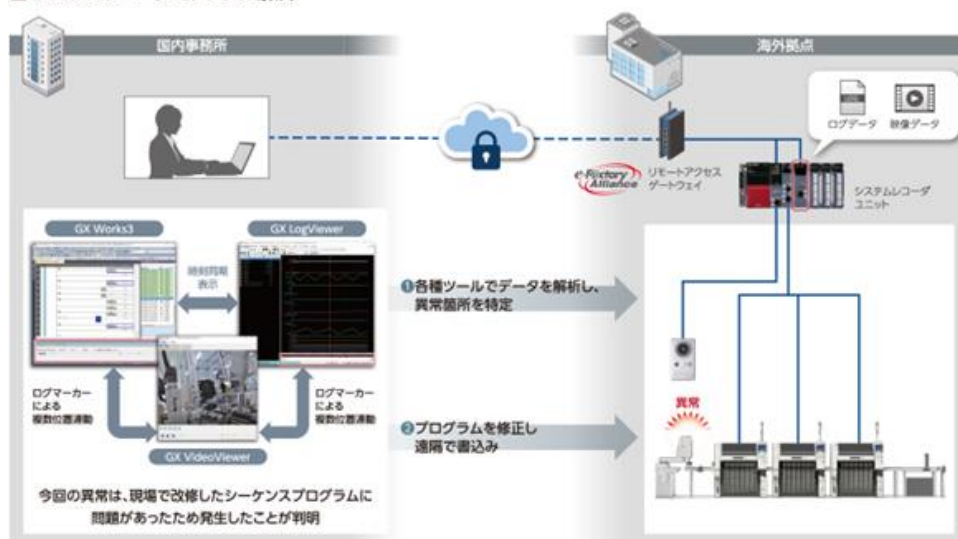 国内事務所
海外拠点
ログデータ
映像データ
e-F@ctory
Alliance
リモートアクセス
ゲートウェイ
システムレコーダ
ユニット
GX Works3
GX LogViewer
時刻同期
表示
❶各種ツールでデータを解析し、
異常箇所を特定
ログマーカー
による
複数位置連動
ログマーカー
による
複数位置連動
異常
❷プログラムを修正し
遠隔で書込み
GX VideoViewer
今回の異常は、現場で改修したシーケンスプログラムに
問題があったため発生したことが判明